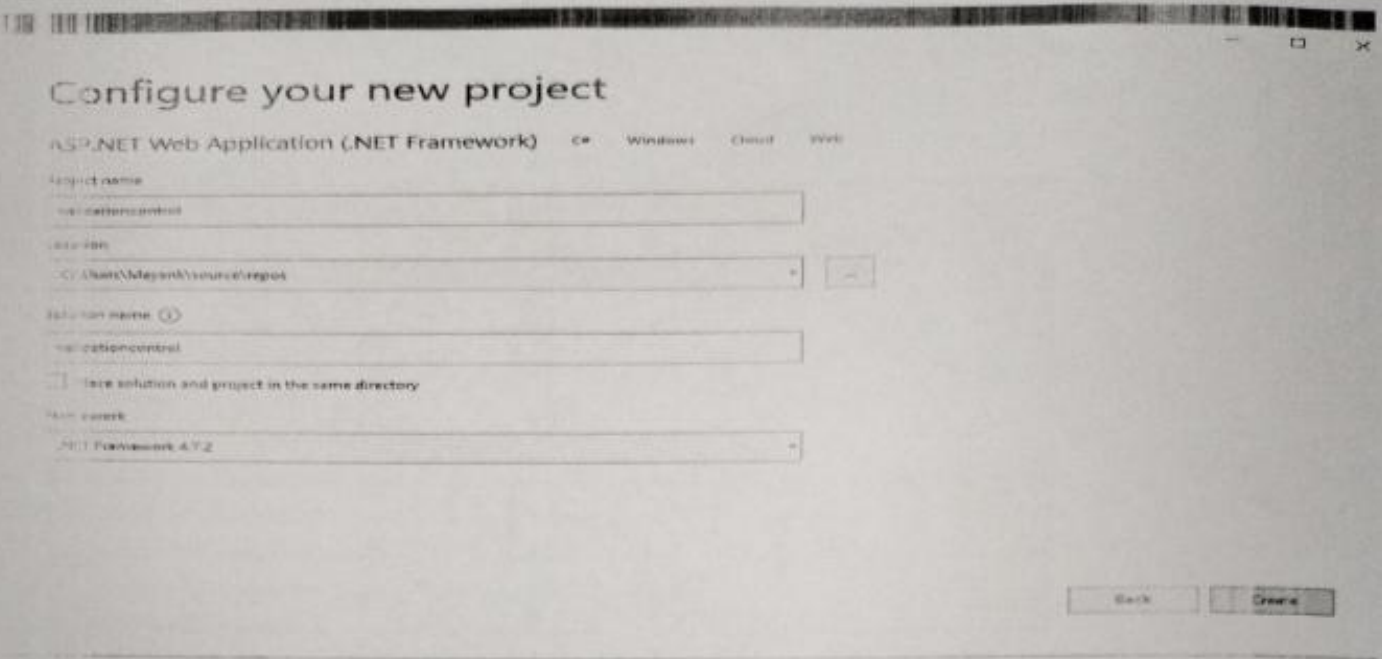 Configure your new project
ASP.NET Web Application (.NET Framework) C# Windows Cloud Web
Project name
Location
C:\Users\Mayank\source\repos
Solution name
Place solution and project in the same directory
Framework
.NET Framework 4.7.2
Back Create